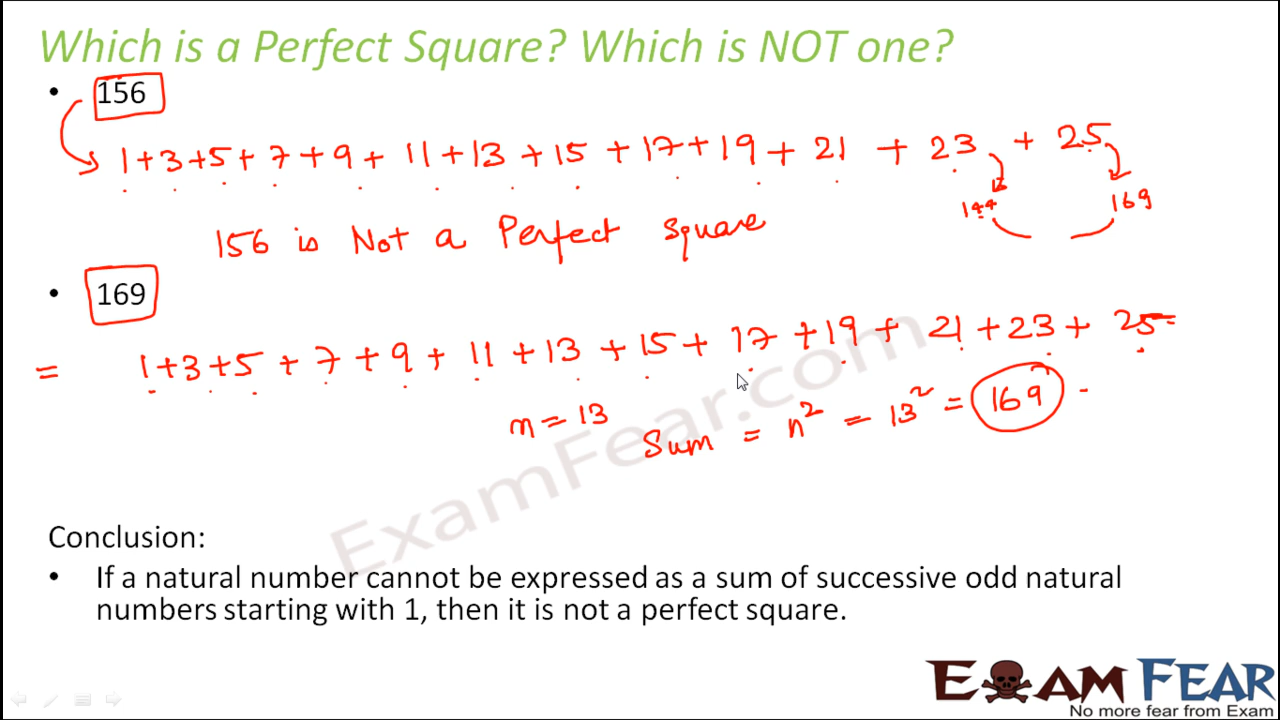 Which is a Perfect Square? Which is NOT one?
• 156
1 + 3 + 5 + 7 + 9 + 11 + 13 + 15 + 17 + 19 + 21 + 23 + 25
144 169
156 is Not a Perfect Square
• 169
= 1 + 3 + 5 + 7 + 9 + 11 + 13 + 15 + 17 + 19 + 21 + 23 + 25
n = 13
Sum = n² = 13² = 169
ExamFear.com
Conclusion:
• If a natural number cannot be expressed as a sum of successive odd natural
numbers starting with 1, then it is not a perfect square.
EXAM FEAR
No more fear from Exam